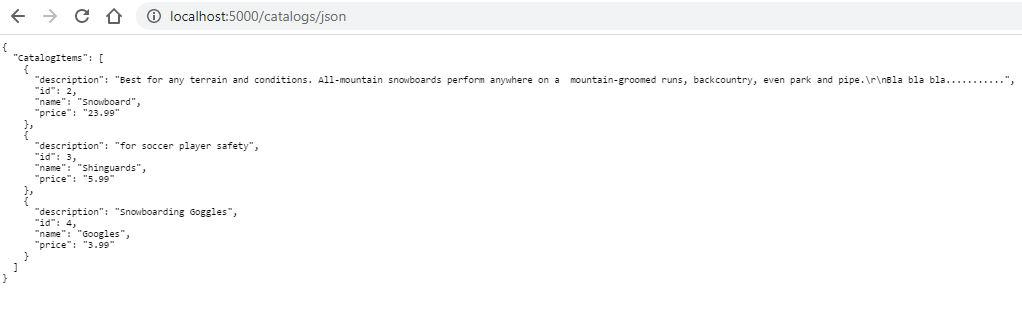 localhost:5000/catalogs/json
{
  "CatalogItems": [
    {
      "description": "Best for any terrain and conditions. All-mountain snowboards perform anywhere on a  mountain-groomed runs, backcountry, even park and pipe.\r\nBla bla bla...........",
      "id": 2,
      "name": "Snowboard",
      "price": "23.99"
    },
    {
      "description": "for soccer player safety",
      "id": 3,
      "name": "Shinguards",
      "price": "5.99"
    },
    {
      "description": "Snowboarding Goggles",
      "id": 4,
      "name": "Googles",
      "price": "3.99"
    }
  ]
}